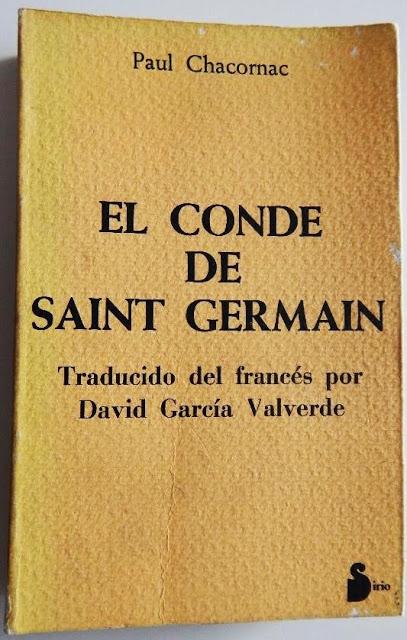 Paul Chacornac
EL CONDE
DE
SAINT GERMAIN
Traducido del francés por
David García Valverde
Sirio